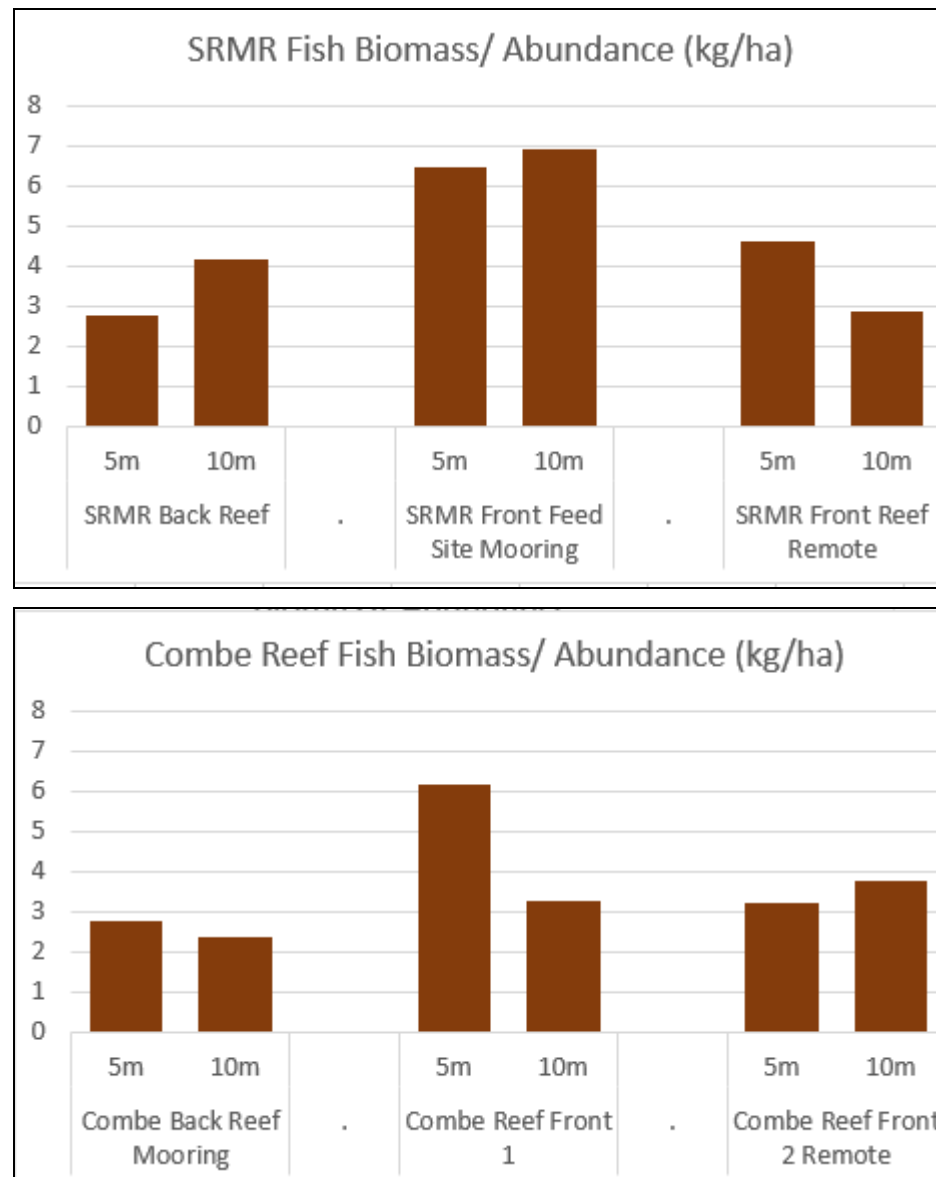 SRMR Fish Biomass/ Abundance (kg/ha)
8
7
6
5
4
3
2
1
0
5m 10m 5m 10m 5m 10m
SRMR Back Reef . SRMR Front Feed . SRMR Front Reef
Site Mooring Remote
Combe Reef Fish Biomass/ Abundance (kg/ha)
8
7
6
5
4
3
2
1
0
5m 10m 5m 10m 5m 10m
Combe Back Reef . Combe Reef Front . Combe Reef Front
Mooring 1 2 Remote